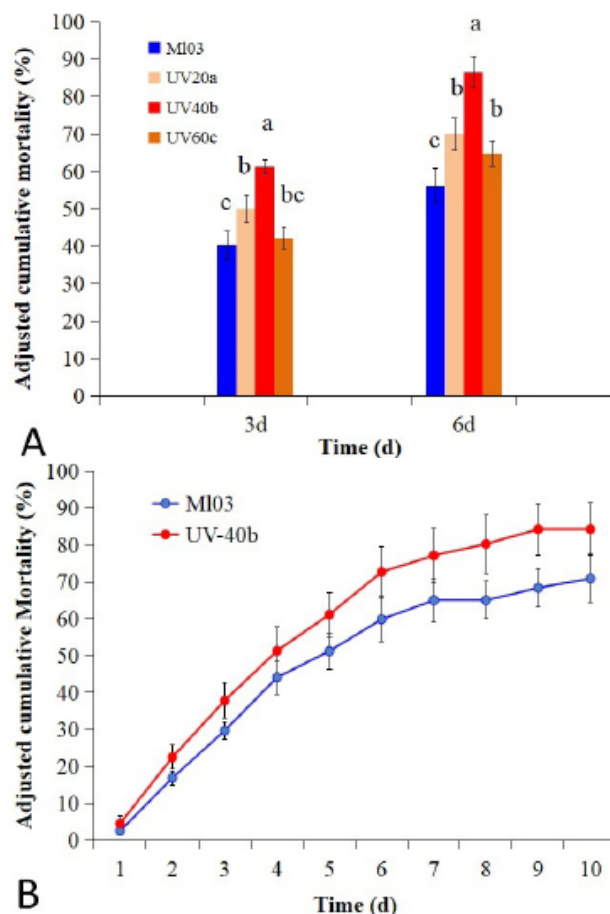 Adjusted cumulative mortality (%)
100
90
80
70
60
50
40
30
20
10
0
Ml03
UV20a
UV40b
UV60c
c
b
a
bc
c
b
a
b
3d
6d
Time (d)
A
Adjusted cumulative Mortality (%)
100
90
80
70
60
50
40
30
20
10
0
Ml03
UV-40b
1 2 3 4 5 6 7 8 9 10
Time (d)
B